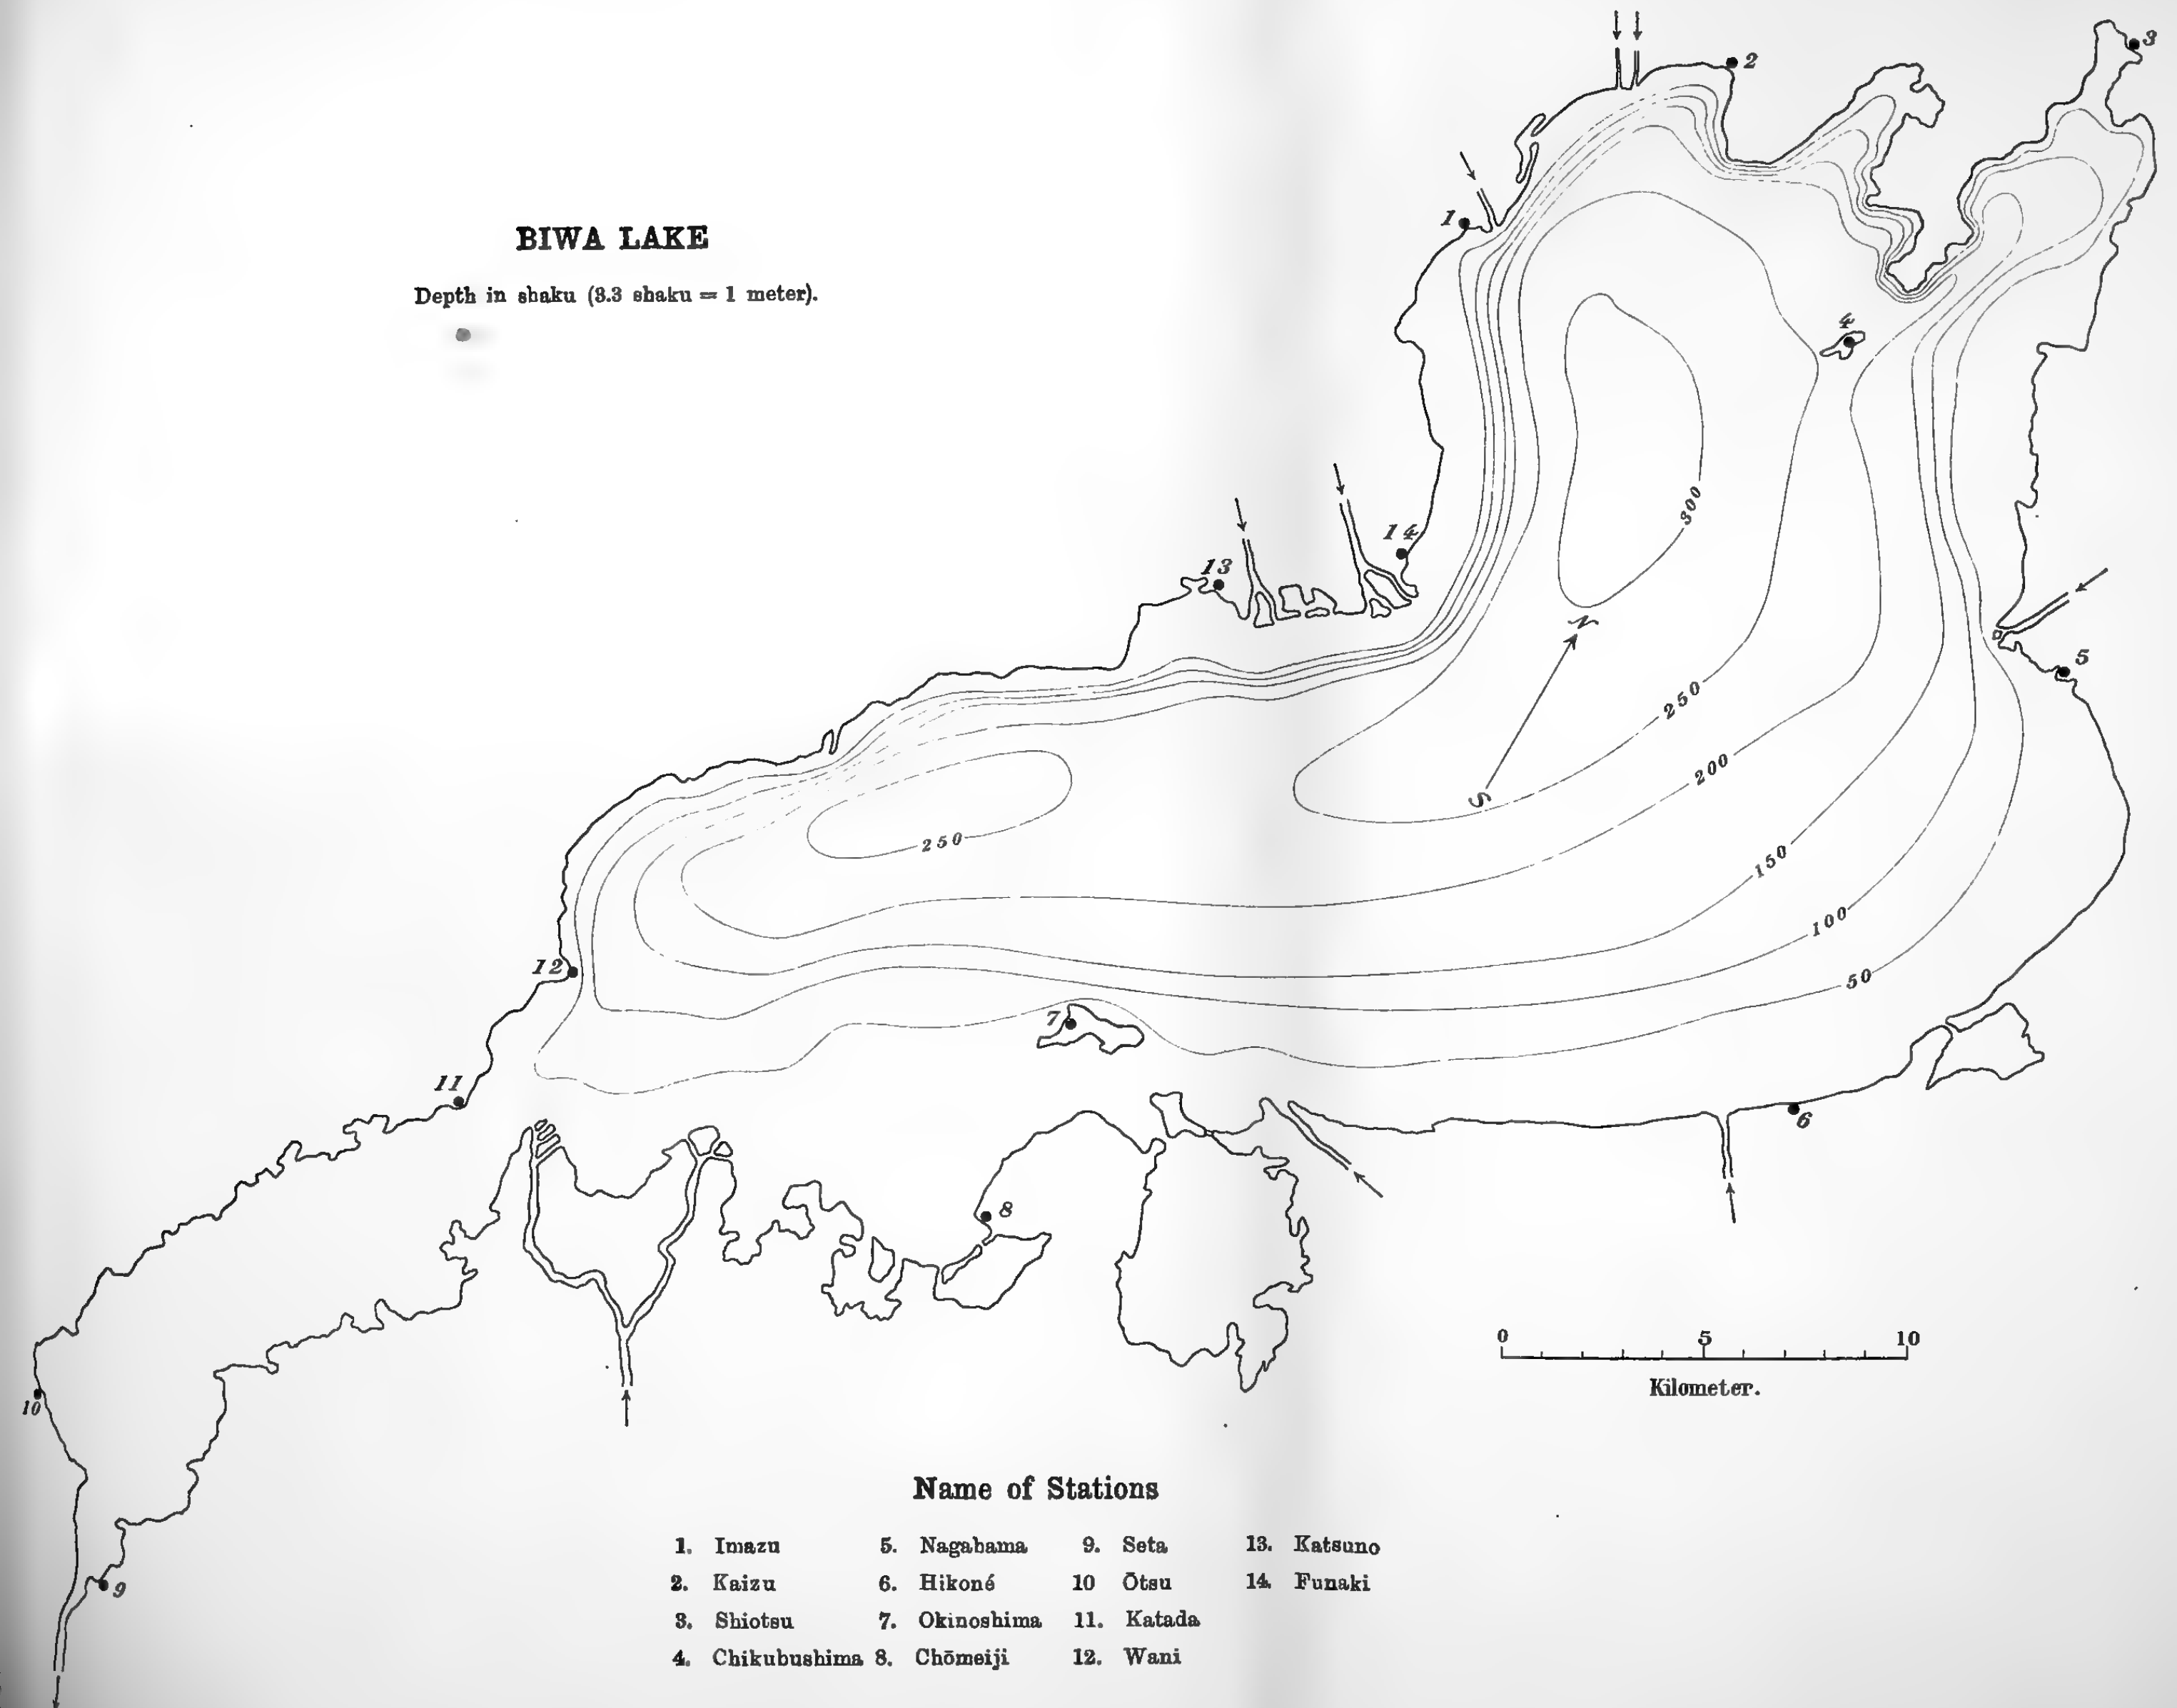 BIWA LAKE
Depth in shaku (3.3 shaku = 1 meter).
2
3
1
4
300
14
13
N
5
250
200
S
250
150
100
12
50
7
11
6
8
0 5 10
Kilometer.
10
9
Name of Stations
1. Imazu 5. Nagahama 9. Seta 13. Katsuno
2. Kaizu 6. Hikoné 10 Ōtsu 14. Funaki
3. Shiotsu 7. Okinoshima 11. Katada
4. Chikubushima 8. Chōmeiji 12. Wani